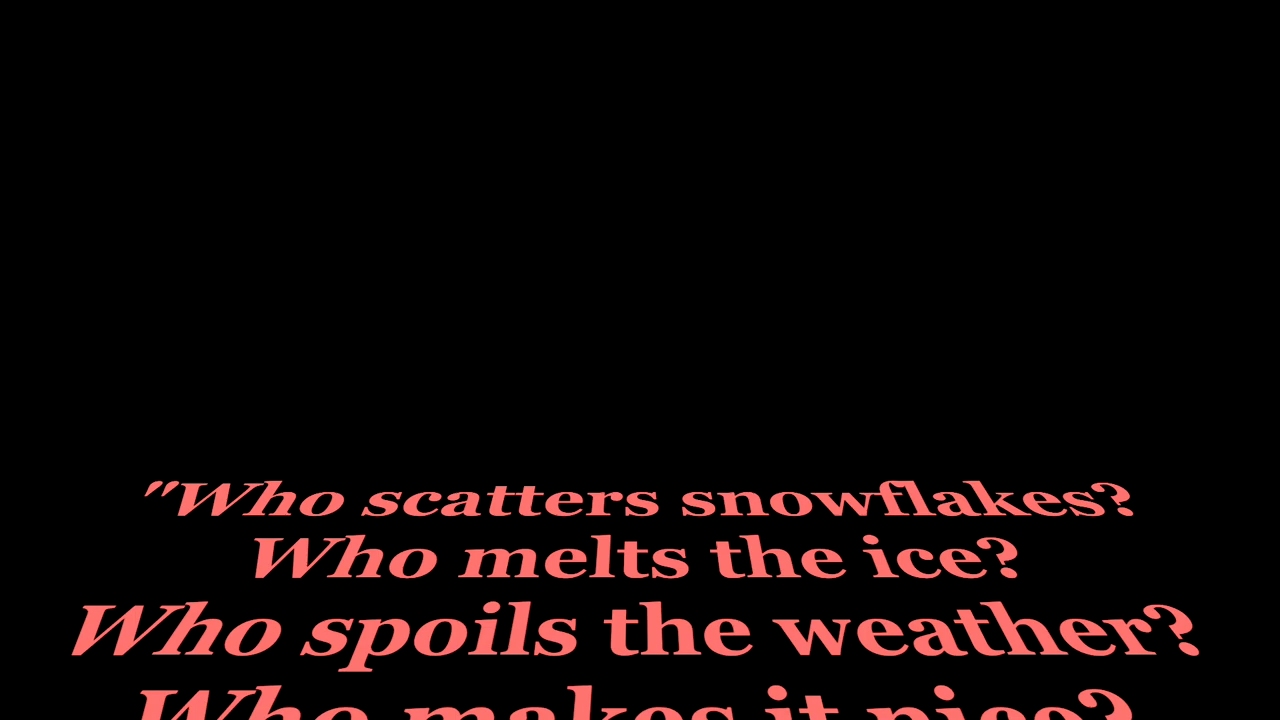 "Who scatters snowflakes?
Who melts the ice?
Who spoils the weather?
Who makes it nice?